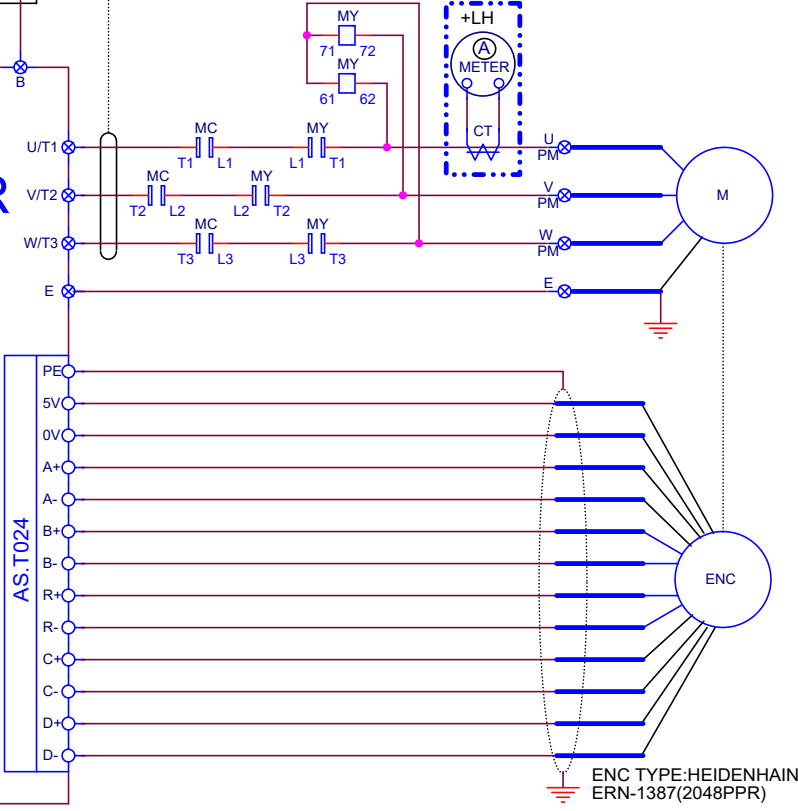 +LH
MY
71 72
A
METER
MY
61 62
B
CT
MC MY
U/T1 U
T1 L1 L1 T1 PM
MC MY
V/T2 V
T2 L2 L2 T2 PM
M
R
MC MY
W/T3 W
T3 L3 L3 T3 PM
E E
PE
5V
0V
A+
A-
B+
B-
R+
R-
C+
C-
D+
D-
AS.T024
ENC
ENC TYPE:HEIDENHAIN
ERN-1387(2048PPR)